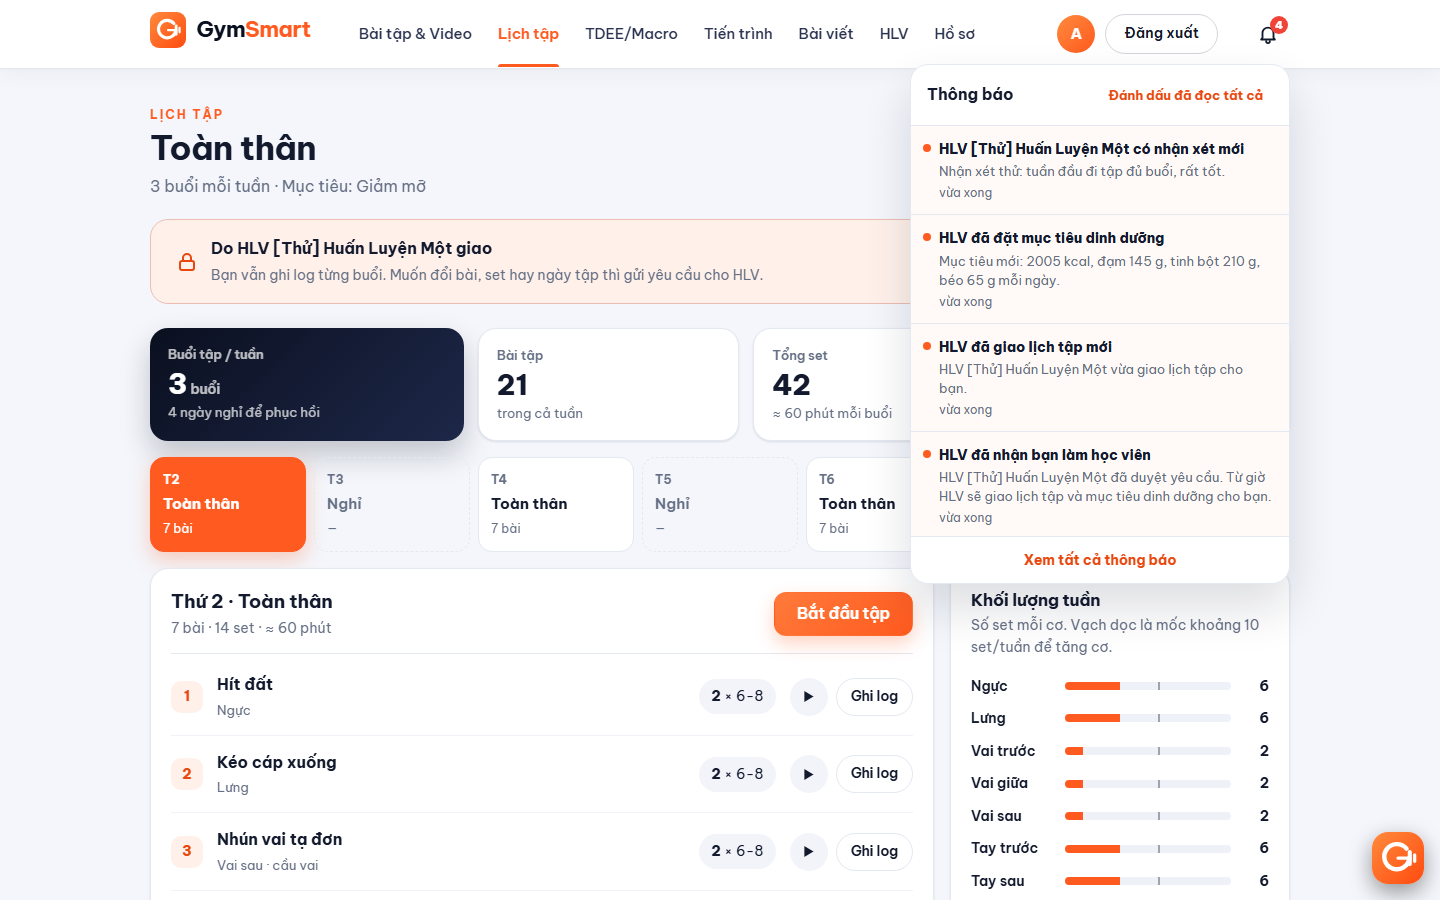 GymSmart
Bài tập & Video
Lịch tập
TDEE/Macro
Tiến trình
Bài viết
HLV
Hồ sơ
A
Đăng xuất
4
LỊCH TẬP
Toàn thân
3 buổi mỗi tuần · Mục tiêu: Giảm mỡ
Do HLV [Thử] Huấn Luyện Một giao
Bạn vẫn ghi log từng buổi. Muốn đổi bài, set hay ngày tập thì gửi yêu cầu cho HLV.
Buổi tập / tuần
3 buổi
4 ngày nghỉ để phục hồi
Bài tập
21
trong cả tuần
Tổng set
42
≈ 60 phút mỗi buổi
T2
Toàn thân
7 bài
T3
Nghỉ
–
T4
Toàn thân
7 bài
T5
Nghỉ
–
T6
Toàn thân
7 bài
Thông báo
Đánh dấu đã đọc tất cả
HLV [Thử] Huấn Luyện Một có nhận xét mới
Nhận xét thử: tuần đầu đi tập đủ buổi, rất tốt.
vừa xong
HLV đã đặt mục tiêu dinh dưỡng
Mục tiêu mới: 2005 kcal, đạm 145 g, tinh bột 210 g,
béo 65 g mỗi ngày.
vừa xong
HLV đã giao lịch tập mới
HLV [Thử] Huấn Luyện Một vừa giao lịch tập cho
bạn.
vừa xong
HLV đã nhận bạn làm học viên
HLV [Thử] Huấn Luyện Một đã duyệt yêu cầu. Từ giờ
HLV sẽ giao lịch tập và mục tiêu dinh dưỡng cho bạn.
vừa xong
Xem tất cả thông báo
Thứ 2 · Toàn thân
7 bài · 14 set · ≈ 60 phút
Bắt đầu tập
1
Hít đất
Ngực
2 × 6-8
Ghi log
2
Kéo cáp xuống
Lưng
2 × 6-8
Ghi log
3
Nhún vai tạ đơn
Vai sau · cầu vai
2 × 6-8
Ghi log
Khối lượng tuần
Số set mỗi cơ. Vạch dọc là mốc khoảng 10
set/tuần để tăng cơ.
Ngực 6
Lưng 6
Vai trước 2
Vai giữa 2
Vai sau 2
Tay trước 6
Tay sau 6